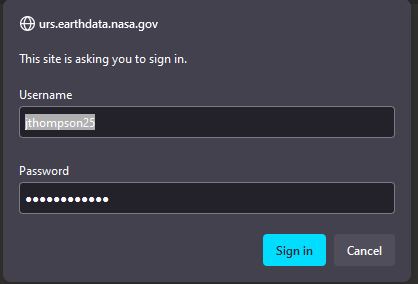 urs.earthdata.nasa.gov
This site is asking you to sign in.
Username
jthompson25
Password
●●●●●●●●●●●●
Sign in
Cancel